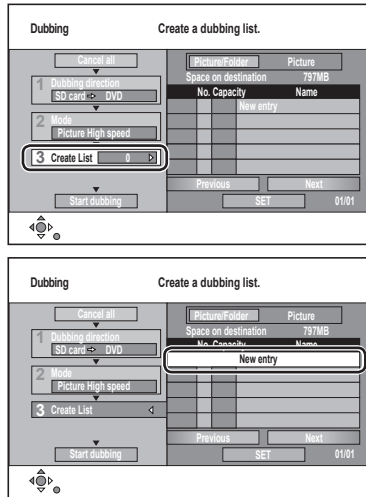 Dubbing Create a dubbing list.
Cancel all
1 Dubbing direction
SD card ⇨ DVD
2 Mode
Picture High speed
3 Create List 0
Start dubbing
Picture/Folder Picture
Space on destination 797MB
No. Capacity Name
New entry
Previous Next
SET 01/01
Dubbing Create a dubbing list.
Cancel all
1 Dubbing direction
SD card ⇨ DVD
2 Mode
Picture High speed
3 Create List
Start dubbing
Picture/Folder Picture
Space on destination 797MB
No. Capacity Name
New entry
Previous Next
SET 01/01